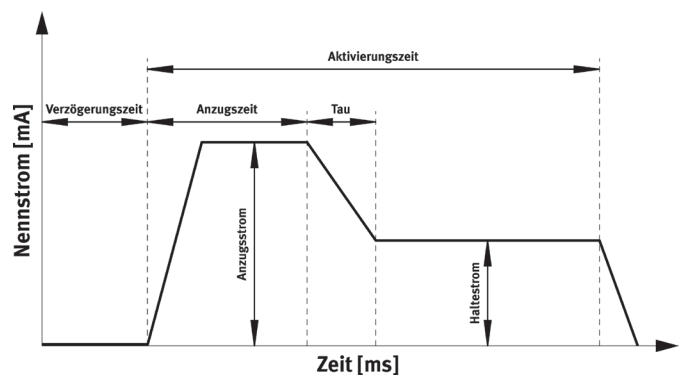 Aktivierungszeit
Verzögerungszeit
Anzugszeit
Tau
Nennstrom [mA]
Anzugsstrom
Haltestrom
Zeit [ms]